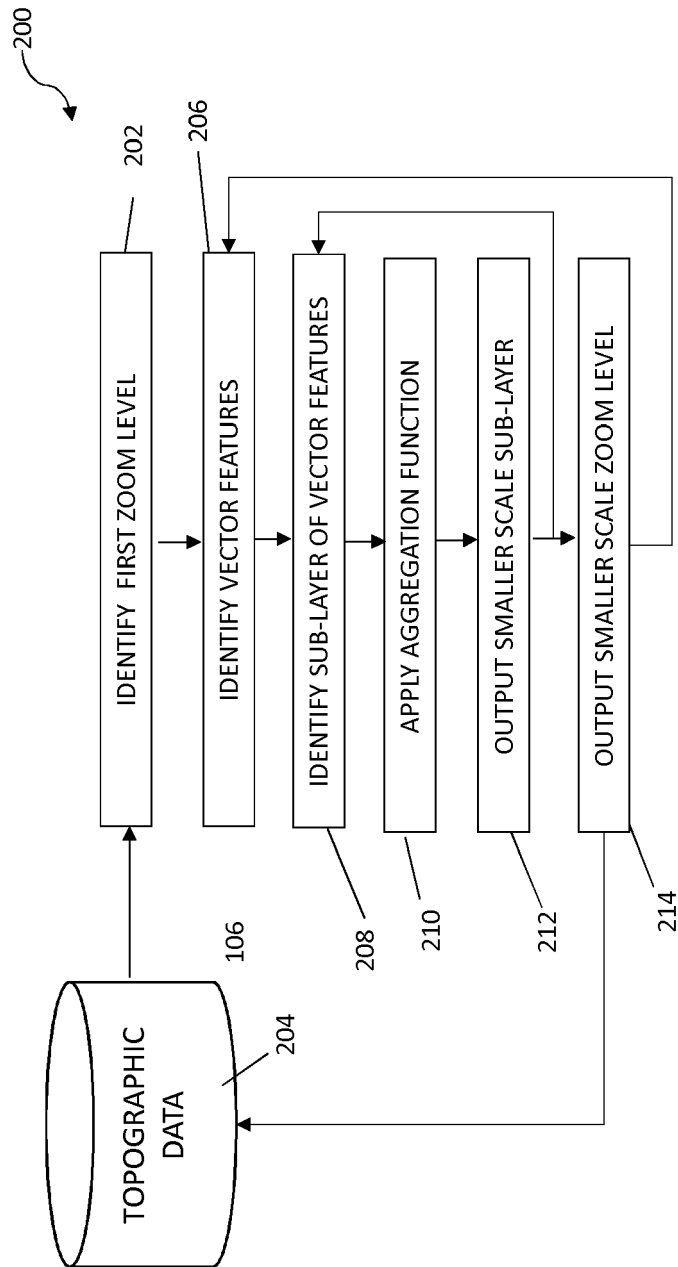 200
202
IDENTIFY FIRST ZOOM LEVEL
206
IDENTIFY VECTOR FEATURES
IDENTIFY SUB-LAYER OF VECTOR FEATURES
208
APPLY AGGREGATION FUNCTION
210
OUTPUT SMALLER SCALE SUB-LAYER
212
OUTPUT SMALLER SCALE ZOOM LEVEL
214
106
TOPOGRAPHIC
DATA
204